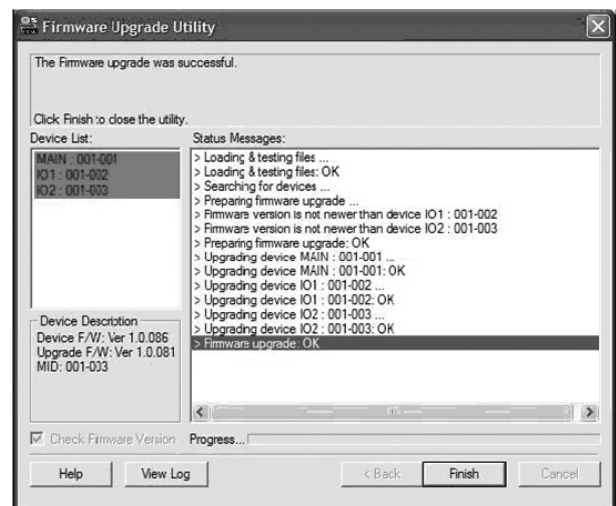 Firmware Upgrade Utility
The Firmware upgrade was successful.
Click Finish to close the utility.
Device List:
MAIN : 001-001
IO1 : 001-002
IO2 : 001-003
Device Description
Device F/W: Ver 1.0.086
Upgrade F/W: Ver 1.0.081
MID: 001-003
Status Messages:
> Loading & testing files ...
> Loading & testing files: OK
> Searching for devices ...
> Preparing firmware upgrade ...
> Firmware version is not newer than device IO1 : 001-002
> Firmware version is not newer than device IO2 : 001-003
> Preparing firmware upgrade: OK
> Upgrading device MAIN : 001-001 ...
> Upgrading device MAIN : 001-001: OK
> Upgrading device IO1 : 001-002 ...
> Upgrading device IO1 : 001-002: OK
> Upgrading device IO2 : 001-003 ...
> Upgrading device IO2 : 001-003: OK
> Firmware upgrade: OK
Check Firmware Version
Progress...
Help
View Log
< Back
Finish
Cancel